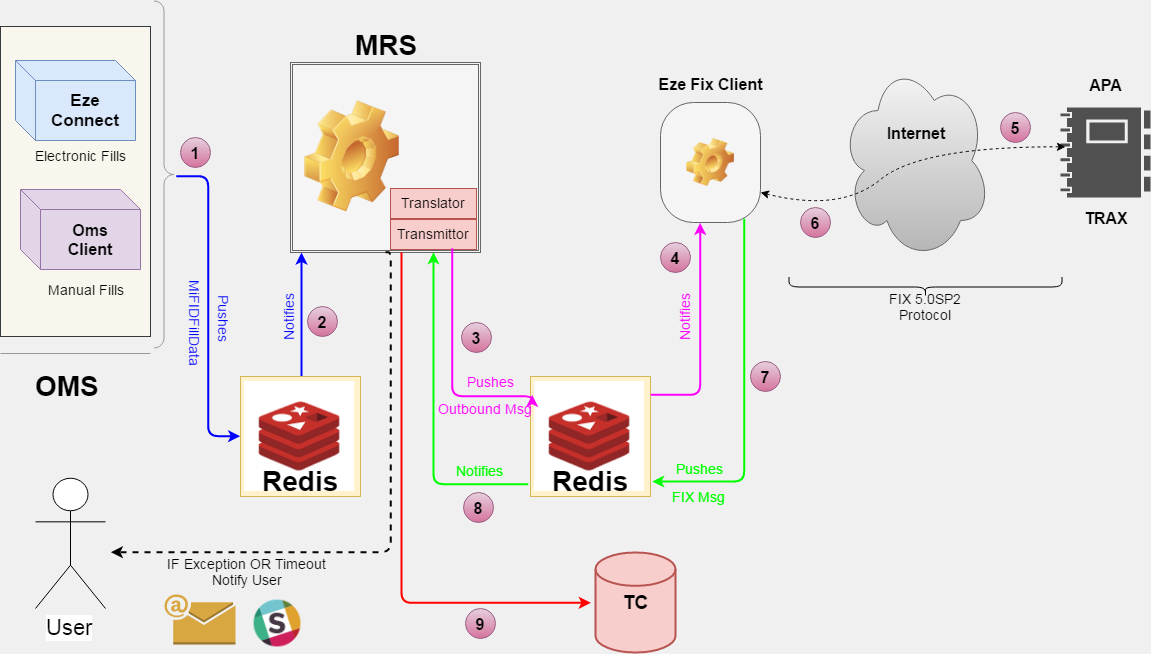 MRS
Eze
Connect
Electronic Fills
Oms
Client
Manual Fills
OMS
1
Pushes
MiFIDFillData
2
Notifies
Translator
Transmittor
3
Pushes
Outbound Msg
4
Notifies
Eze Fix Client
Internet
5
6
APA
TRAX
FIX 5.0SP2
Protocol
7
Pushes
FIX Msg
Notifies
8
Redis
Redis
IF Exception OR Timeout
Notify User
User
@
S
9
TC